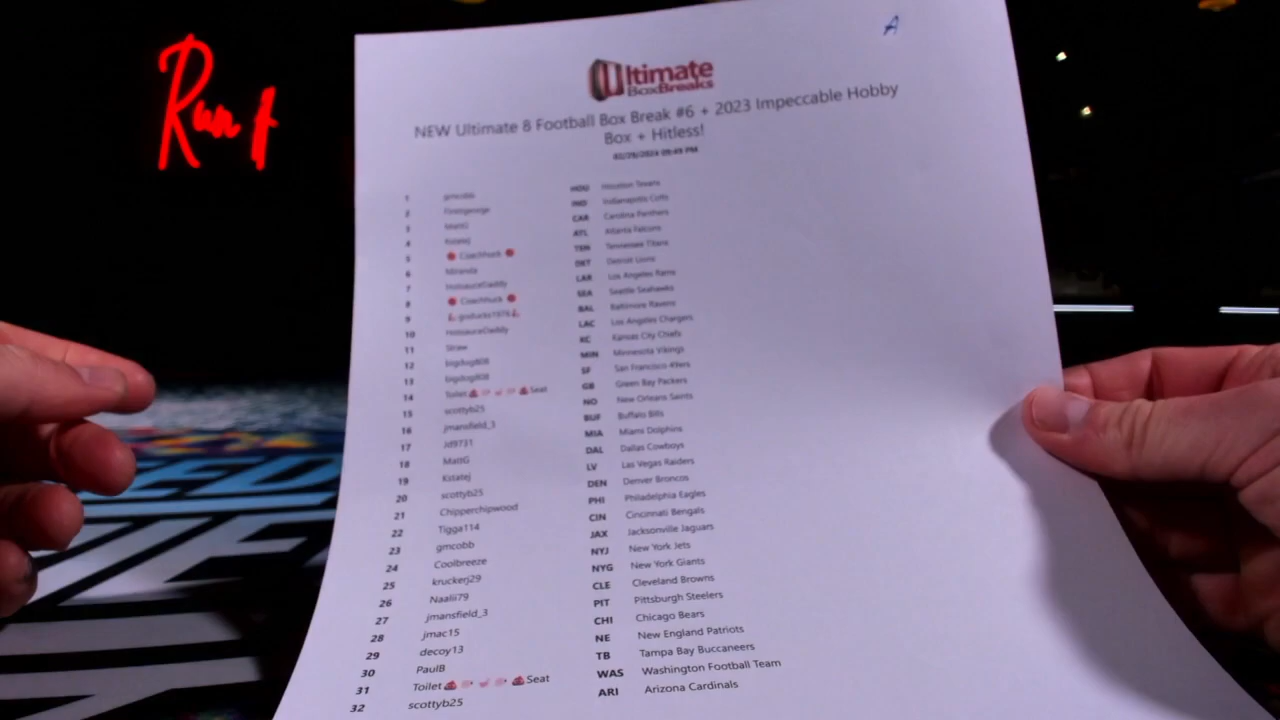 Run t
A
Ultimate
BoxBreaks
NEW Ultimate 8 Football Box Break #6 + 2023 Impeccable Hobby
Box + Hitless!
1 gmcobb HOU Houston Texans
2 IND Indianapolis Colts
3 MattG CAR Carolina Panthers
4 Kstatej ATL Atlanta Falcons
5 Coachhuck TEN Tennessee Titans
6 Miranda DET Detroit Lions
7 HotsauceDaddy LAR Los Angeles Rams
8 Coachhuck SEA Seattle Seahawks
9 BAL Baltimore Ravens
10 HotsauceDaddy LAC Los Angeles Chargers
11 Straw KC Kansas City Chiefs
12 bigdog808 MIN Minnesota Vikings
13 bigdog808 SF San Francisco 49ers
14 Toilet Seat GB Green Bay Packers
15 scottyb25 NO New Orleans Saints
16 jmansfield_3 BUF Buffalo Bills
17 Jd9731 MIA Miami Dolphins
18 MattG DAL Dallas Cowboys
19 Kstatej LV Las Vegas Raiders
20 scottyb25 DEN Denver Broncos
21 Chipperchipwood PHI Philadelphia Eagles
22 Tigga114 CIN Cincinnati Bengals
23 gmcobb JAX Jacksonville Jaguars
24 Coolbreeze NYJ New York Jets
25 kruckerj29 NYG New York Giants
26 Naalii79 CLE Cleveland Browns
27 jmansfield_3 PIT Pittsburgh Steelers
28 jmac15 CHI Chicago Bears
29 decoy13 NE New England Patriots
30 PaulB TB Tampa Bay Buccaneers
31 Toilet Seat WAS Washington Football Team
32 scottyb25 ARI Arizona Cardinals